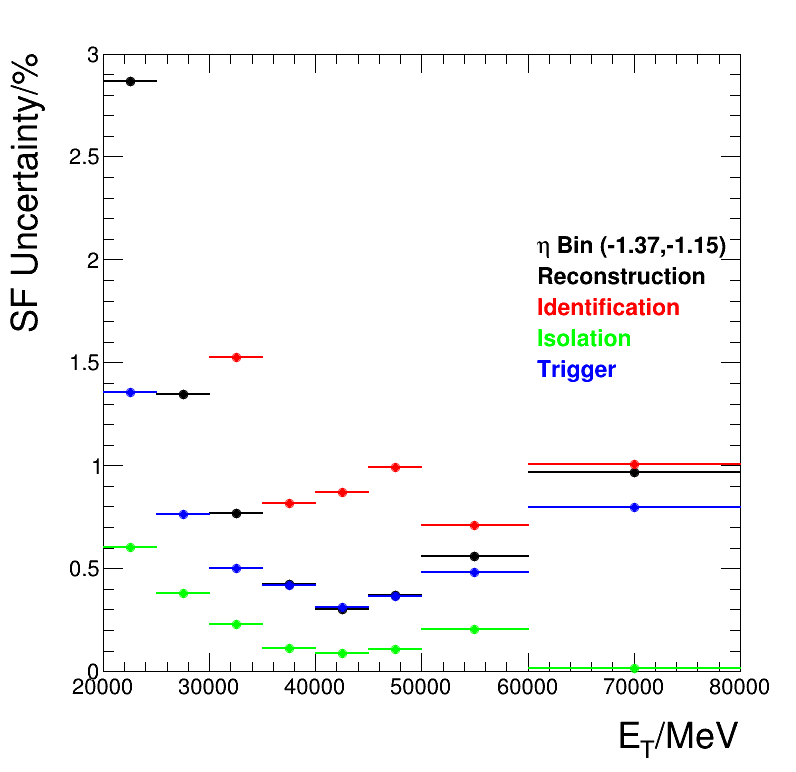 SF Uncertainty/%
3
2.5
2
1.5
1
0.5
0
η Bin (-1.37,-1.15)
Reconstruction
Identification
Isolation
Trigger
20000 30000 40000 50000 60000 70000 80000
E_T/MeV